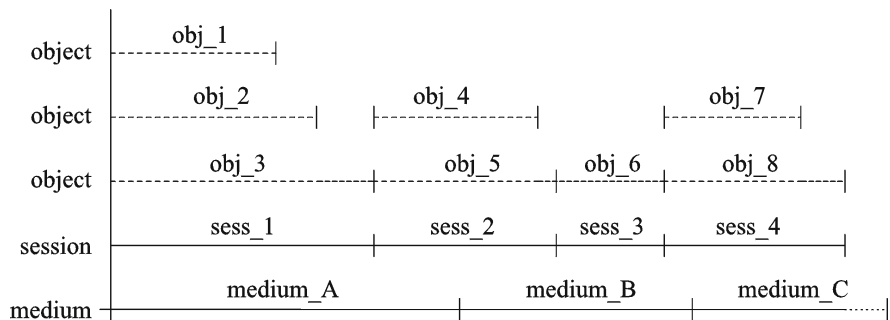 obj_1
object
obj_2 obj_4 obj_7
object
obj_3 obj_5 obj_6 obj_8
object
sess_1 sess_2 sess_3 sess_4
session
medium_A medium_B medium_C
medium